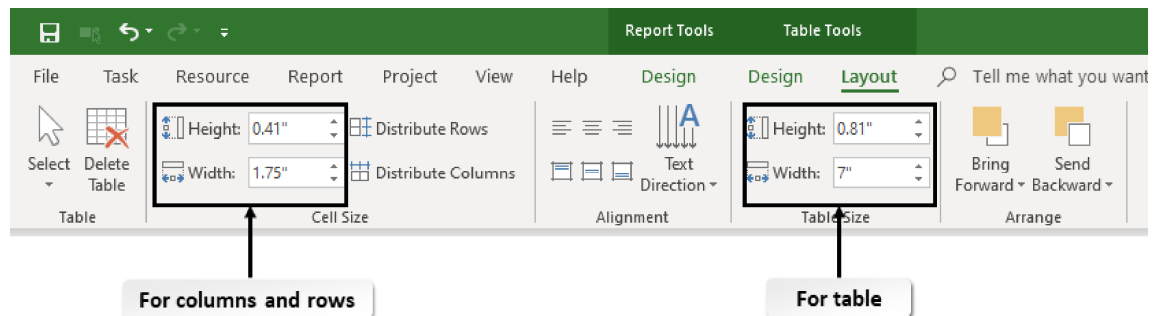 Report Tools Table Tools
File Task Resource Report Project View Help Design Design Layout Tell me what you want
Height: 0.41" Distribute Rows A Height: 0.81"
Select Delete Table Width: 1.75" Distribute Columns Text Direction Width: 7" Bring Forward Send Backward
Table Cell Size Alignment Table Size Arrange
For columns and rows For table